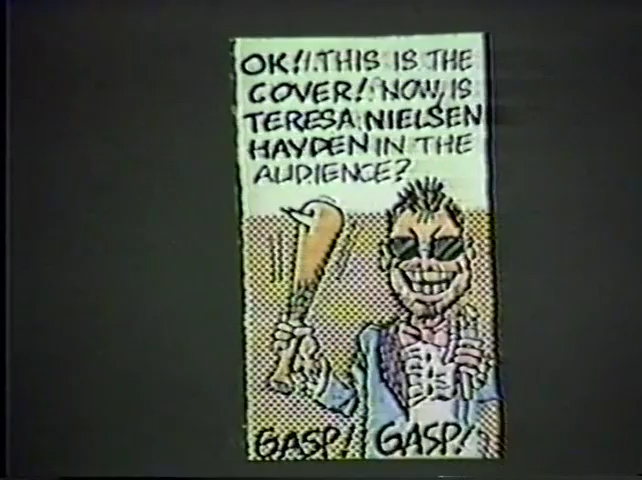 OK!! THIS IS THE
COVER! NOW, IS
TERESA NIELSEN
HAYDEN IN THE
AUDIENCE?
GASP! GASP!